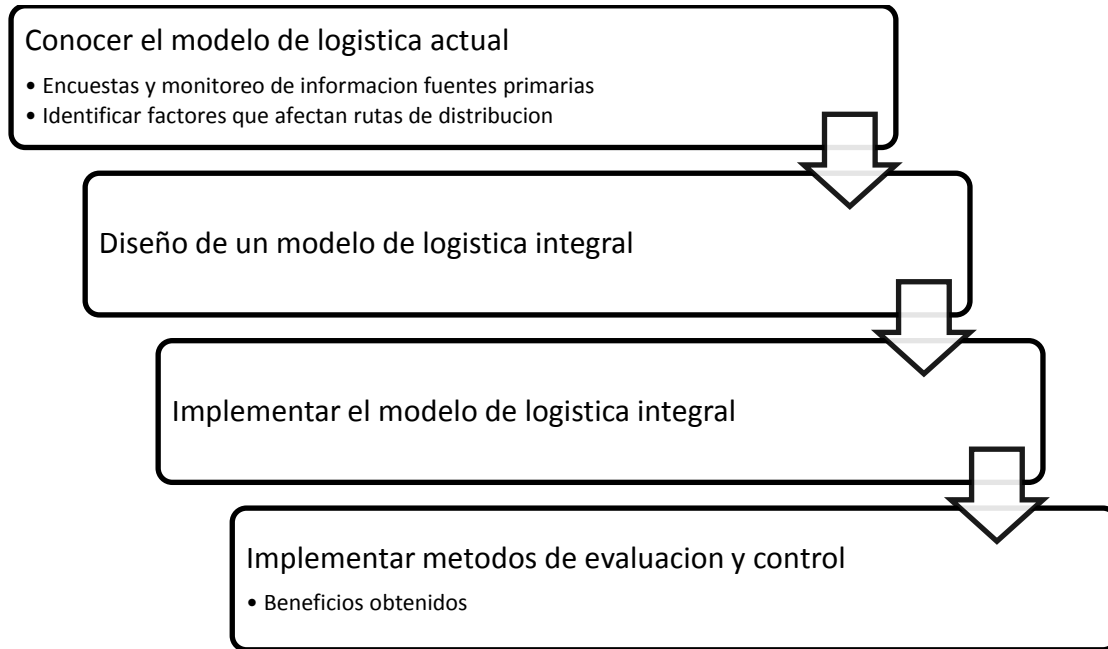 Conocer el modelo de logistica actual
• Encuestas y monitoreo de informacion fuentes primarias
• Identificar factores que afectan rutas de distribucion
Diseño de un modelo de logistica integral
Implementar el modelo de logistica integral
Implementar metodos de evaluacion y control
• Beneficios obtenidos